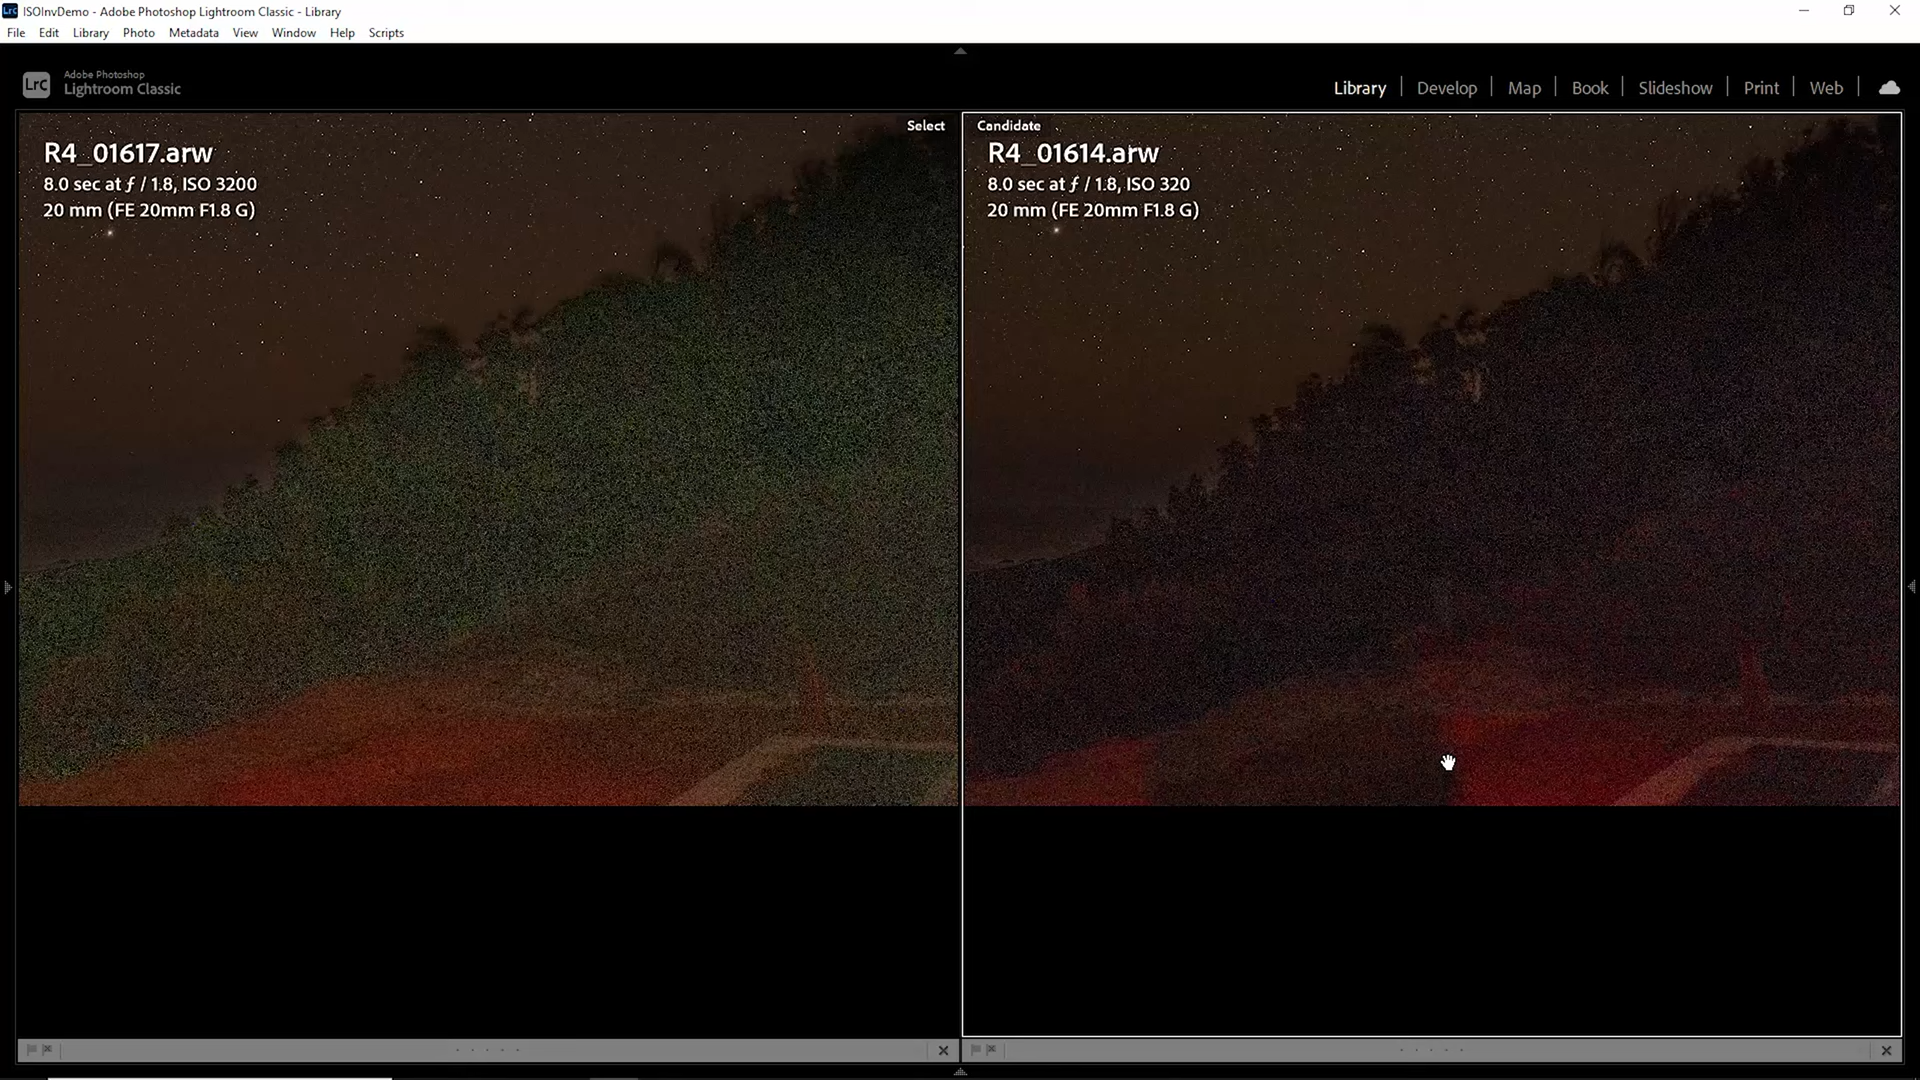 Lrc ISOInvDemo - Adobe Photoshop Lightroom Classic - Library
File Edit Library Photo Metadata View Window Help Scripts
Lrc Adobe Photoshop
Lightroom Classic
Library | Develop | Map | Book | Slideshow | Print | Web |
Select
R4_01617.arw
8.0 sec at ƒ / 1.8, ISO 3200
20 mm (FE 20mm F1.8 G)
Candidate
R4_01614.arw
8.0 sec at ƒ / 1.8, ISO 320
20 mm (FE 20mm F1.8 G)